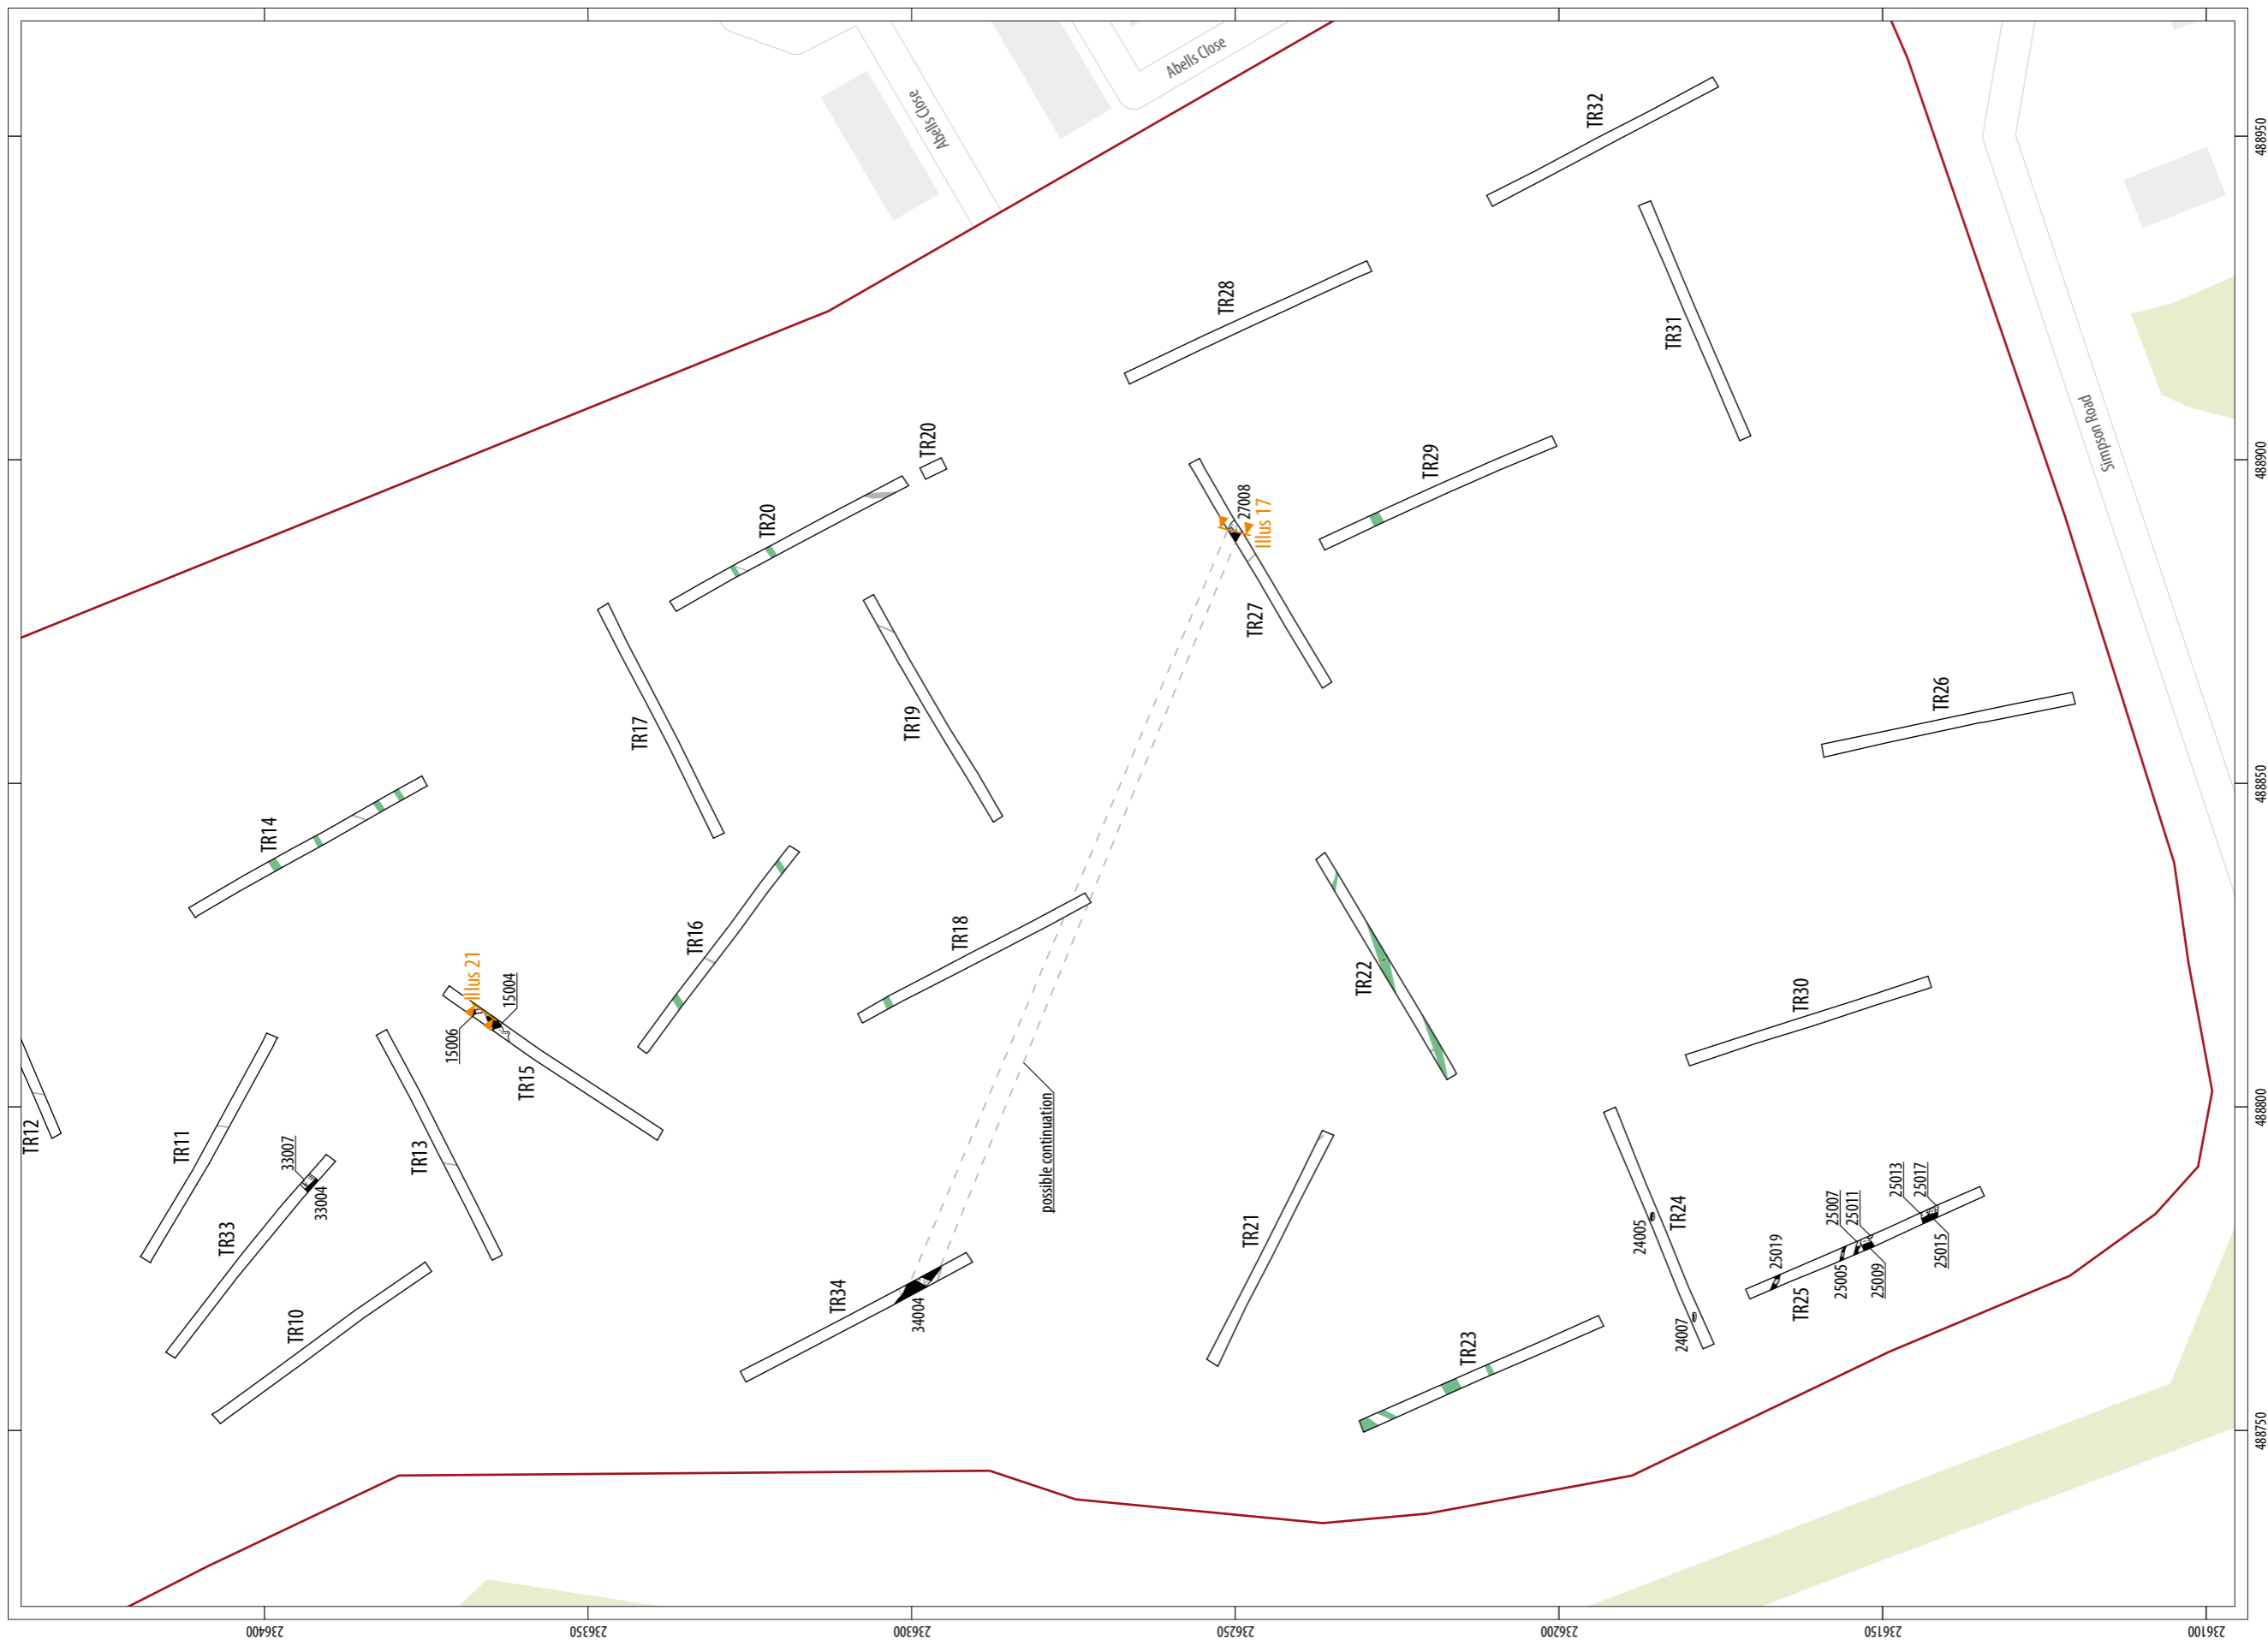 Abells Close
Abells Close
488950
TR32
TR28
TR31
Simpson Road
488900
TR20
TR20
TR29
27008
Illus 17
TR27
TR17
TR19
TR26
488850
TR14
TR16
TR18
TR22
TR30
Illus 21
15004
15006
TR15
TR12
TR11
TR13
33007
33004
TR33
TR10
488800
possible continuation
TR21
TR34
34004
24005
TR24
24007
25013
25017
25007
25011
25019
25005
25009
25015
TR25
TR23
488750
236400
236350
236300
236250
236200
236150
236100